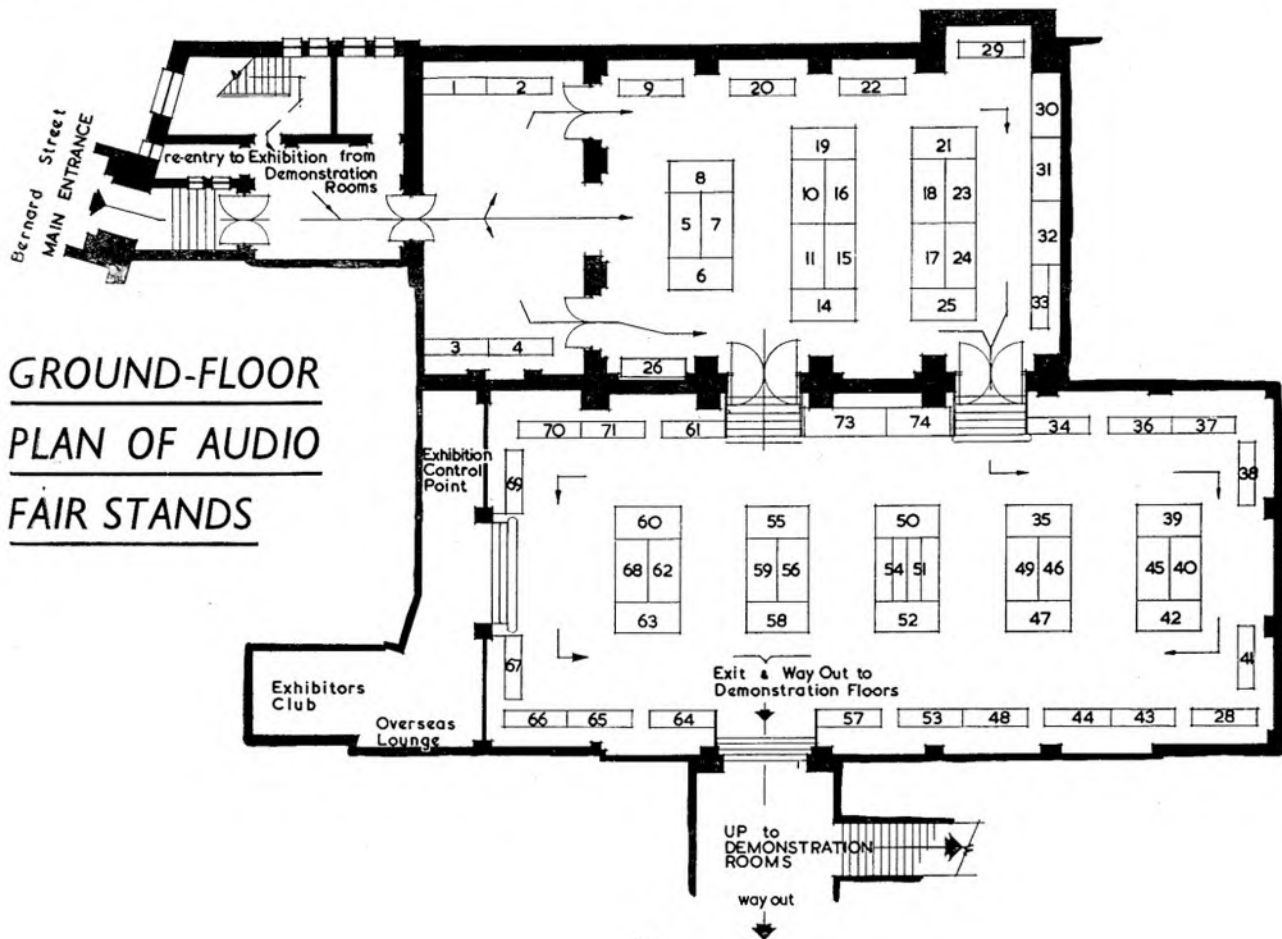 GROUND-FLOOR
PLAN OF AUDIO
FAIR STANDS
Bernard Street
MAIN ENTRANCE
re-entry to Exhibition from
Demonstration
Rooms
1 2
3 4
9 20 22
29
30
31
32
33
8
5 7
6
19
10 16
11 15
14
21
18 23
17 24
25
26
70 71 61 73 74 34 36 37
Exhibition
Control
Point
69
38
60
68 62
63
55
59 56
58
50
54 51
52
35
49 46
47
39
45 40
42
67
41
Exhibitors
Club
Overseas
Lounge
Exit & Way Out to
Demonstration Floors
66 65 64 57 53 48 44 43 28
UP to
DEMONSTRATION
ROOMS
way out